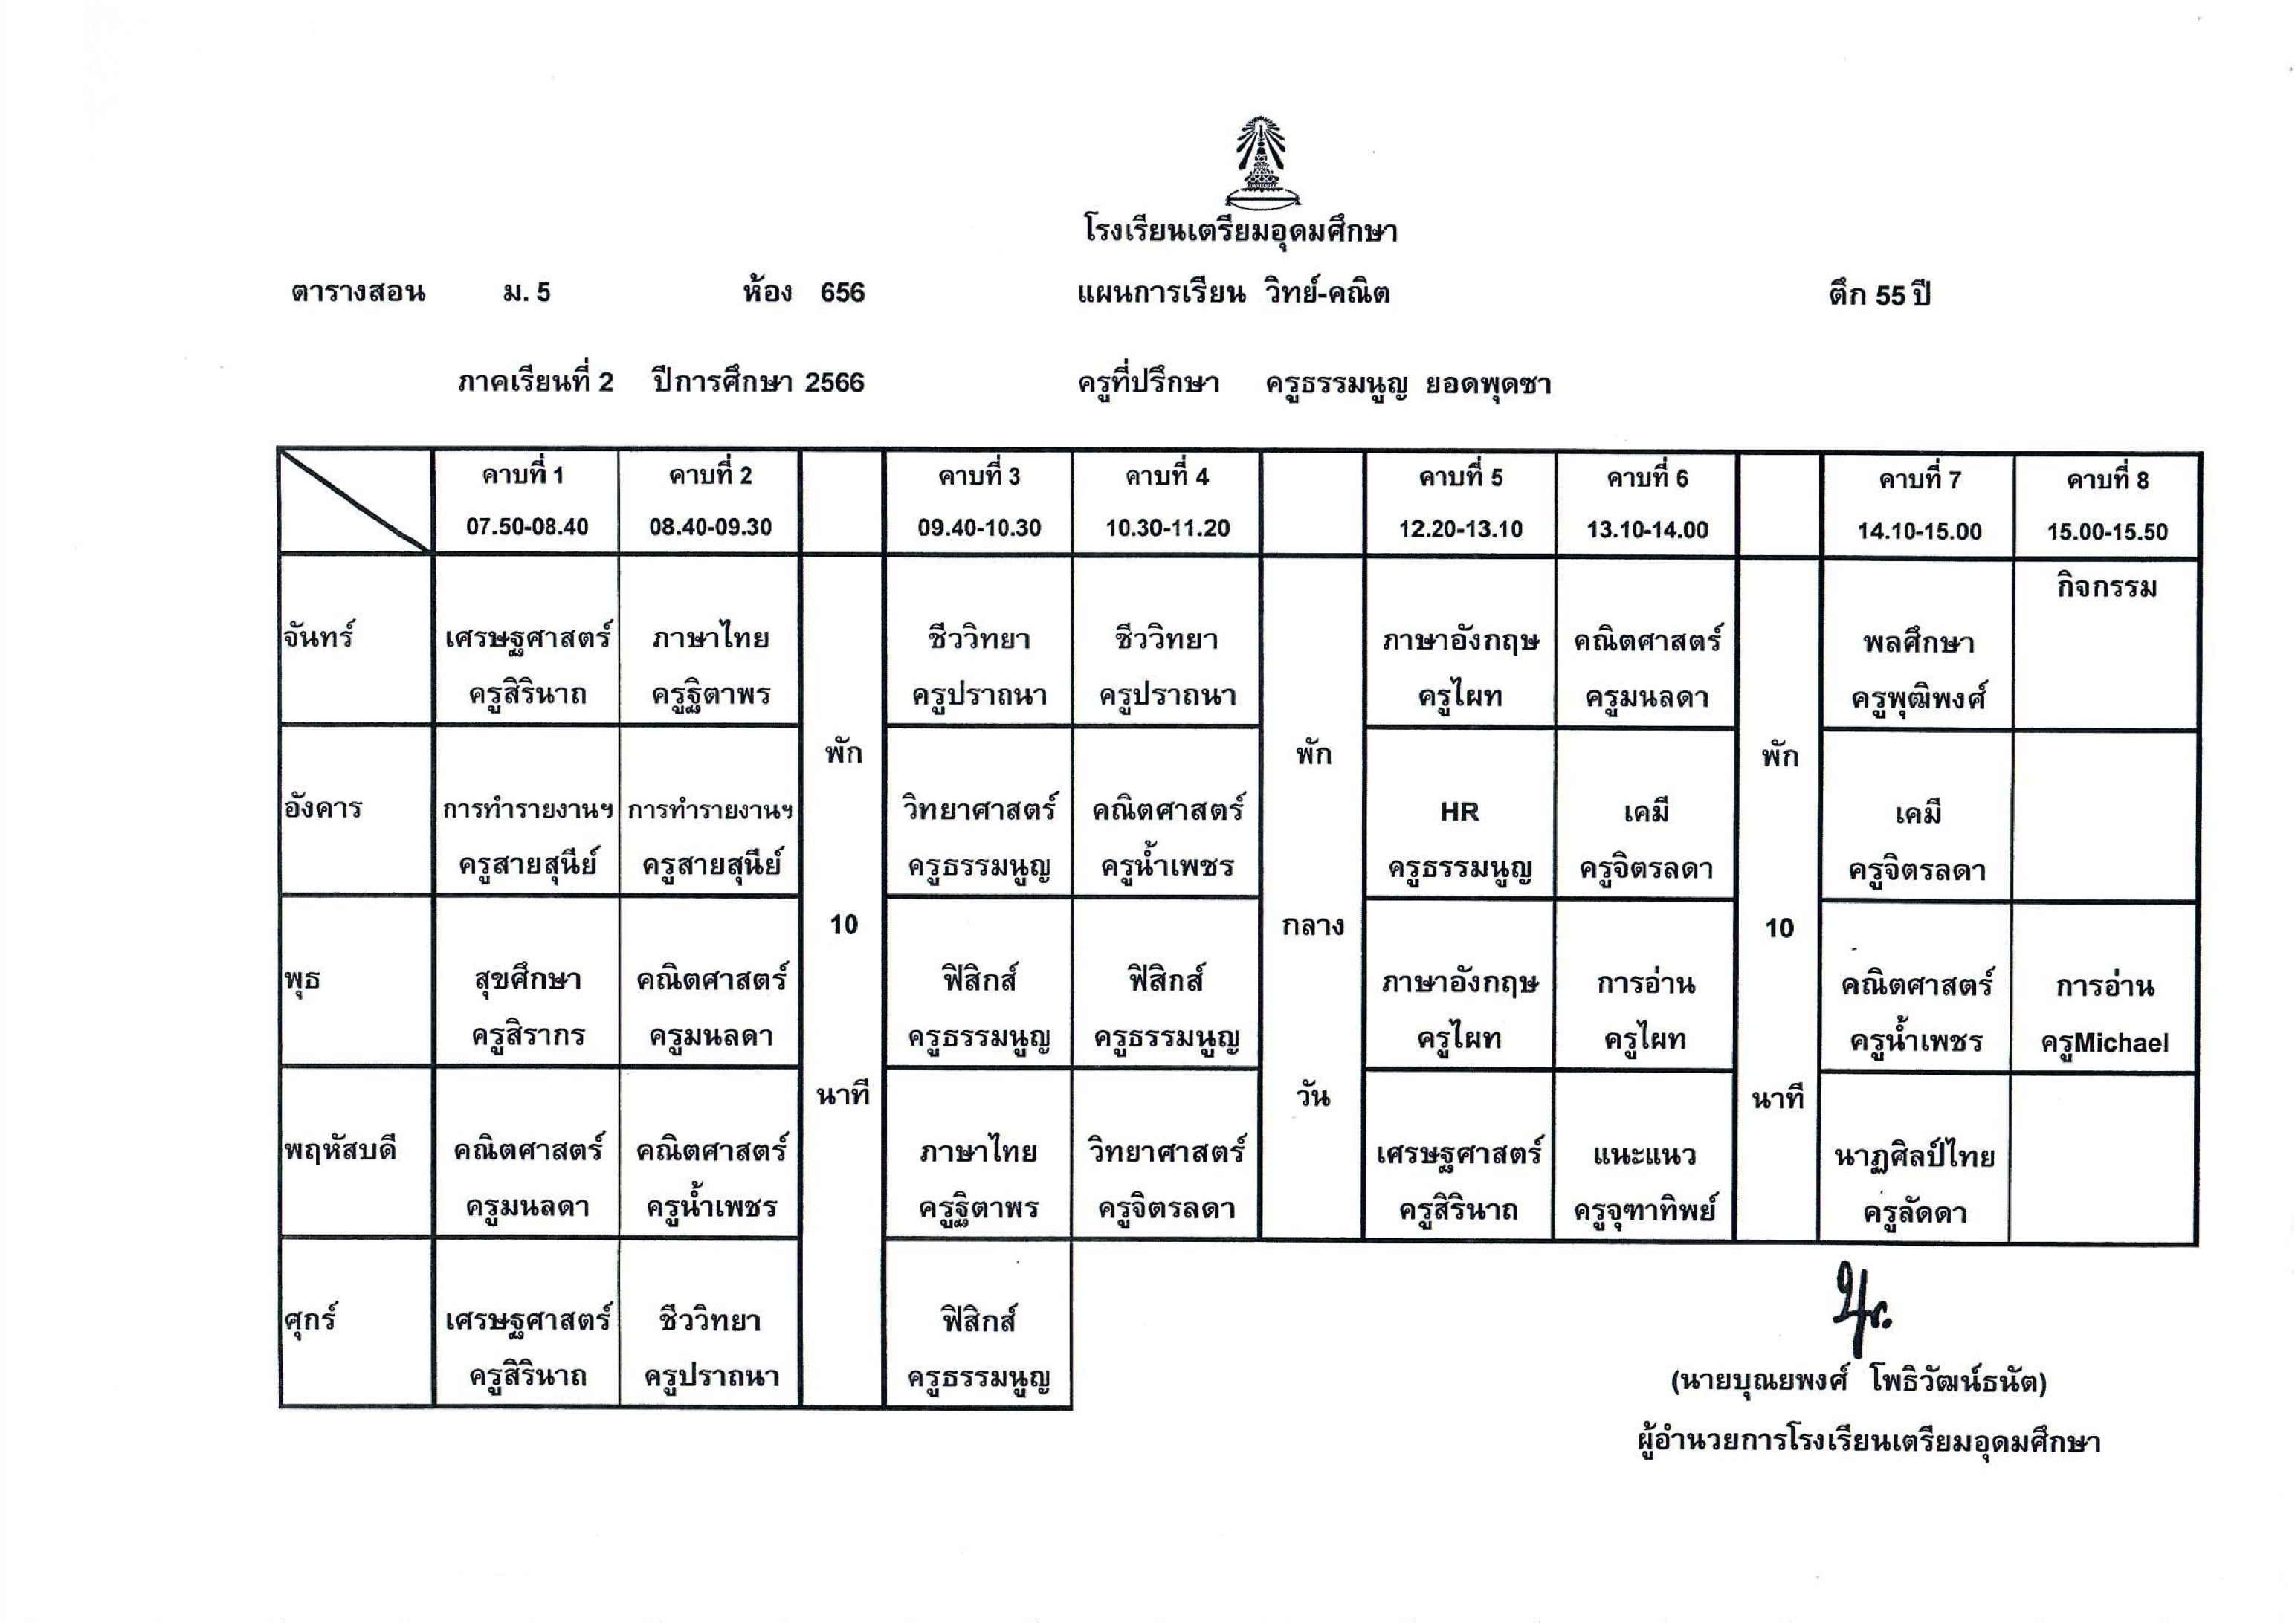 โรงเรียนเตรียมอุดมศึกษา
ตารางสอน ม. 5 ห้อง 656 แผนการเรียน วิทย์-คณิต ตึก 55 ปี
ภาคเรียนที่ 2 ปีการศึกษา 2566 ครูที่ปรึกษา ครูธรรมนูญ ยอดพุดซา
คาบที่ 1 คาบที่ 2 คาบที่ 3 คาบที่ 4 คาบที่ 5 คาบที่ 6 คาบที่ 7 คาบที่ 8
07.50-08.40 08.40-09.30 09.40-10.30 10.30-11.20 12.20-13.10 13.10-14.00 14.10-15.00 15.00-15.50
กิจกรรม
จันทร์ เศรษฐศาสตร์ ภาษาไทย ชีววิทยา ชีววิทยา ภาษาอังกฤษ คณิตศาสตร์ พลศึกษา
ครูสิรินาถ ครูฐิตาพร ครูปราถนา ครูปราถนา ครูไผท ครูมนลดา ครูพุฒิพงศ์
พัก พัก พัก
อังคาร การทำรายงานฯ การทำรายงานฯ วิทยาศาสตร์ คณิตศาสตร์ HR เคมี เคมี
ครูสายสุนีย์ ครูสายสุนีย์ ครูธรรมนูญ ครูน้ำเพชร ครูธรรมนูญ ครูจิตรลดา ครูจิตรลดา
10 กลาง 10
พุธ สุขศึกษา คณิตศาสตร์ ฟิสิกส์ ฟิสิกส์ ภาษาอังกฤษ การอ่าน คณิตศาสตร์ การอ่าน
ครูสิรากร ครูมนลดา ครูธรรมนูญ ครูธรรมนูญ ครูไผท ครูไผท ครูน้ำเพชร ครูMichael
นาที วัน นาที
พฤหัสบดี คณิตศาสตร์ คณิตศาสตร์ ภาษาไทย วิทยาศาสตร์ เศรษฐศาสตร์ แนะแนว นาฏศิลป์ไทย
ครูมนลดา ครูน้ำเพชร ครูฐิตาพร ครูจิตรลดา ครูสิรินาถ ครูจุฑาทิพย์ ครูลัดดา
ศุกร์ เศรษฐศาสตร์ ชีววิทยา ฟิสิกส์
ครูสิรินาถ ครูปราถนา ครูธรรมนูญ
(นายบุณยพงศ์ โพธิวัฒน์ธนัต)
ผู้อำนวยการโรงเรียนเตรียมอุดมศึกษา